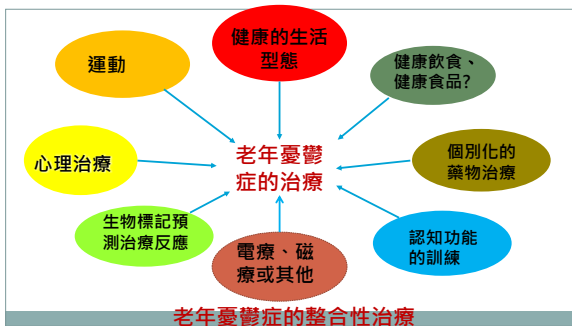 健康的生活
型態
運動
健康飲食、
健康食品?
心理治療
老年憂鬱
症的治療
個別化的
藥物治療
生物標記預
測治療反應
電療、磁
療或其他
認知功能
的訓練
老年憂鬱症的整合性治療